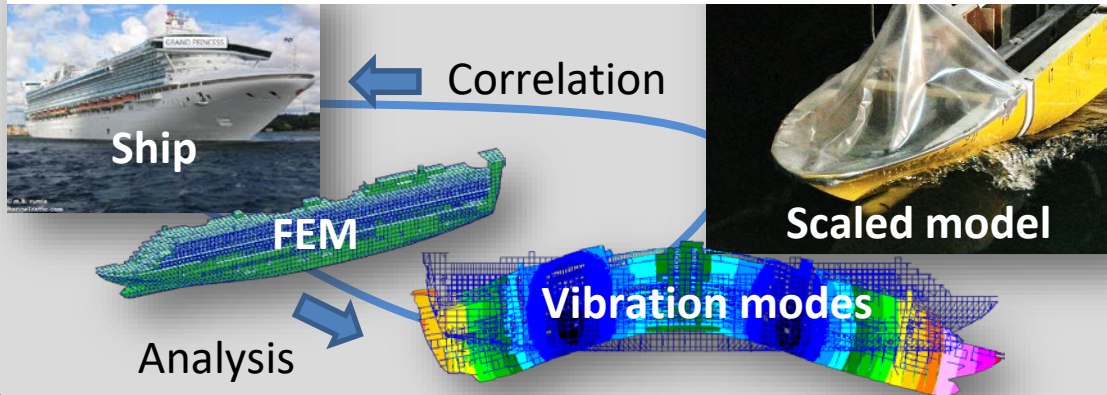 GRAND PRINCESS
Correlation
Ship
Scaled model
FEM
Vibration modes
Analysis